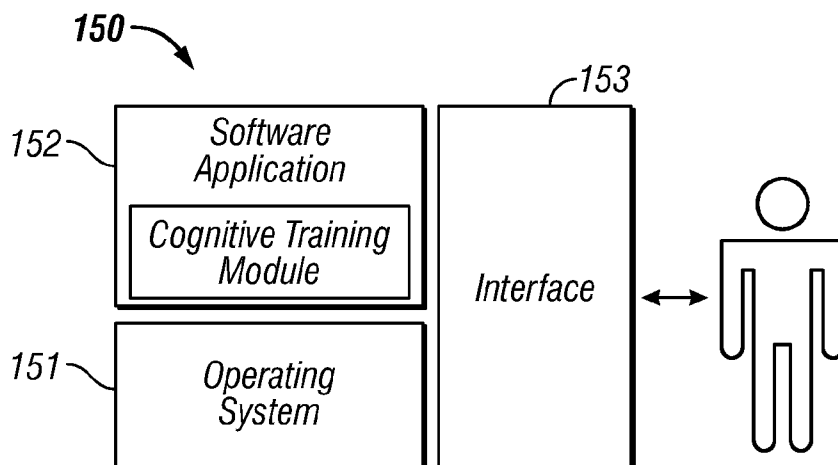 150
153
152
Software
Application
Cognitive Training
Module
Interface
151
Operating
System